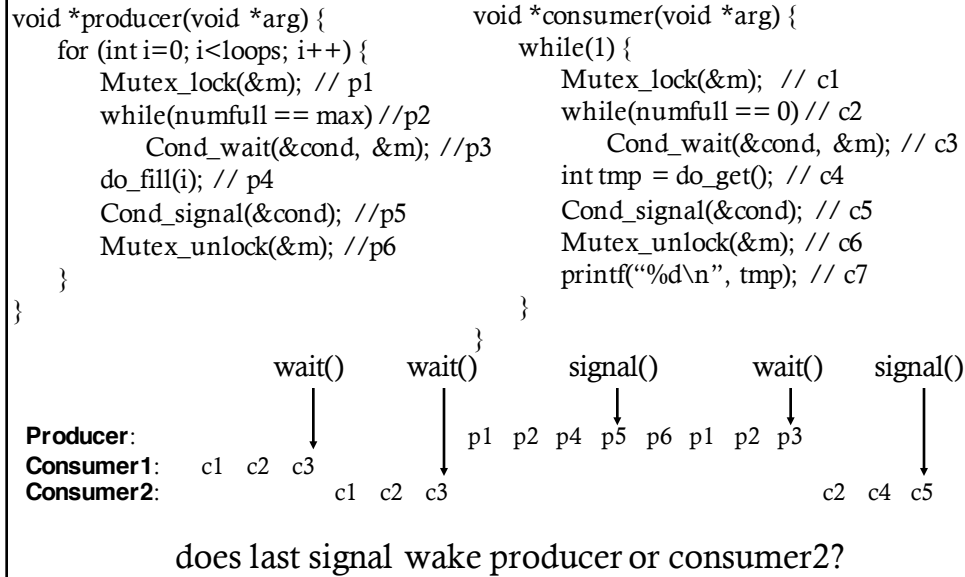 void *producer(void *arg) {
for (int i=0; i<loops; i++) {
Mutex_lock(&m); // p1
while(numfull == max) //p2
Cond_wait(&cond, &m); //p3
do_fill(i); // p4
Cond_signal(&cond); //p5
Mutex_unlock(&m); //p6
}
}
void *consumer(void *arg) {
while(1) {
Mutex_lock(&m); // c1
while(numfull == 0) // c2
Cond_wait(&cond, &m); // c3
int tmp = do_get(); // c4
Cond_signal(&cond); // c5
Mutex_unlock(&m); // c6
printf(“%d\n”, tmp); // c7
}
}
wait() wait() signal() wait() signal()
Producer: p1 p2 p4 p5 p6 p1 p2 p3
Consumer1: c1 c2 c3
Consumer2: c1 c2 c3 c2 c4 c5
does last signal wake producer or consumer2?